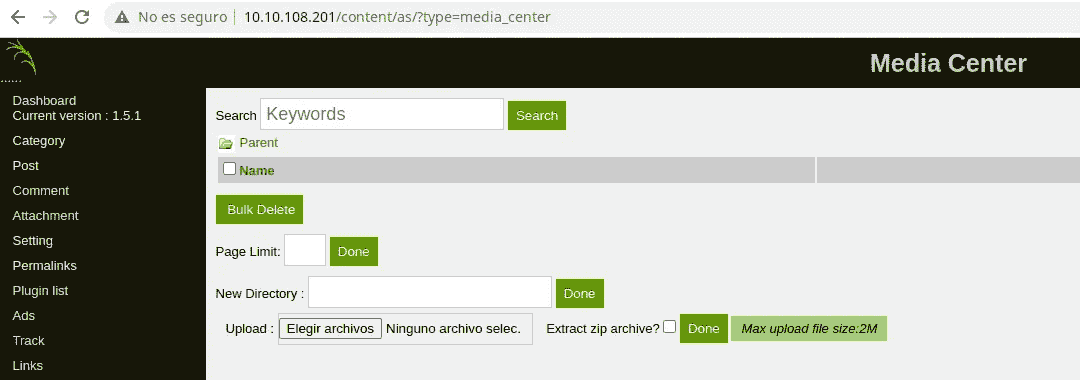 No es seguro 10.10.108.201/content/as/?type=media_center
......
Media Center
Dashboard
Current version : 1.5.1
Category
Post
Comment
Attachment
Setting
Permalinks
Plugin list
Ads
Track
Links
Search Keywords Search
Parent
Name
Bulk Delete
Page Limit: Done
New Directory : Done
Upload : Elegir archivos Ninguno archivo selec. Extract zip archive? Done Max upload file size:2M